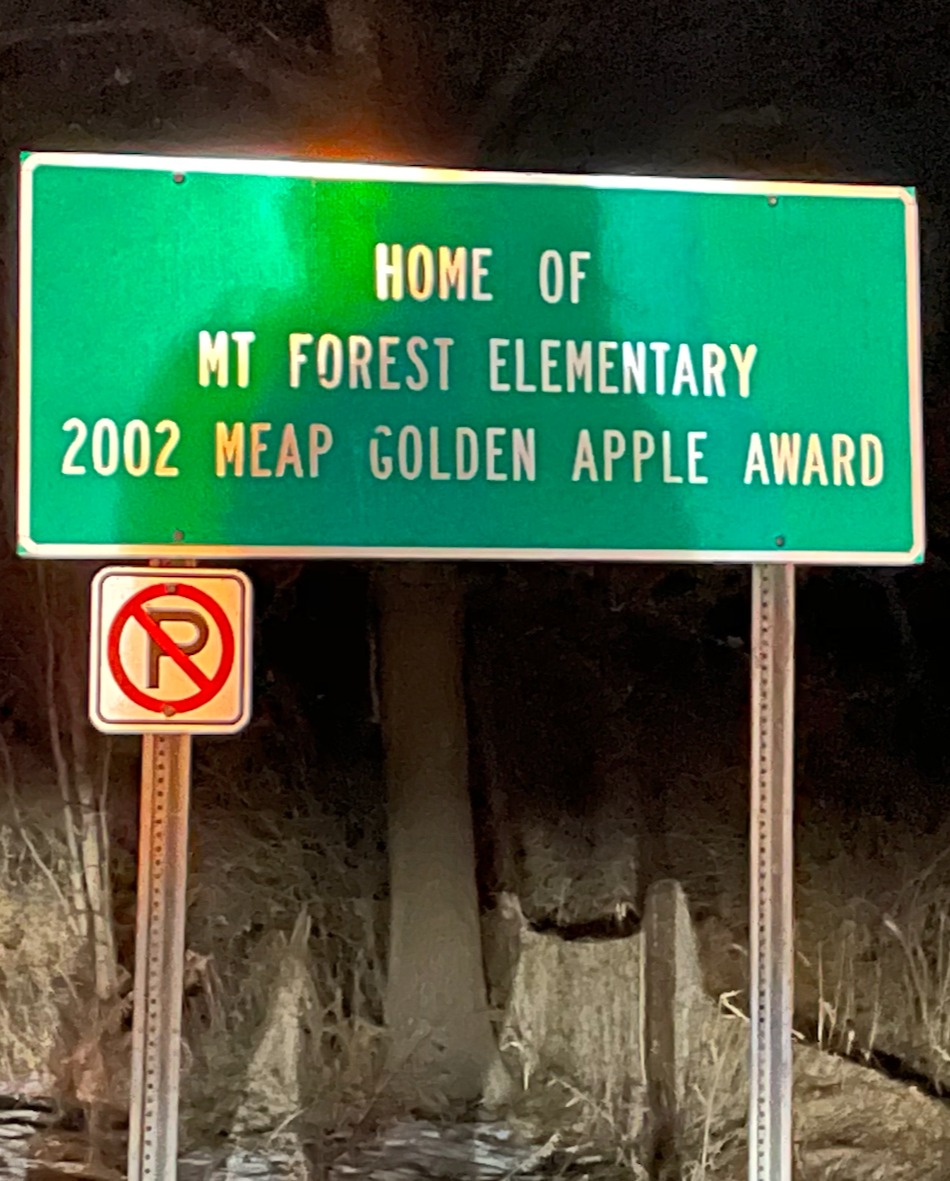 HOME OF
MT FOREST ELEMENTARY
2002 MEAP GOLDEN APPLE AWARD
P